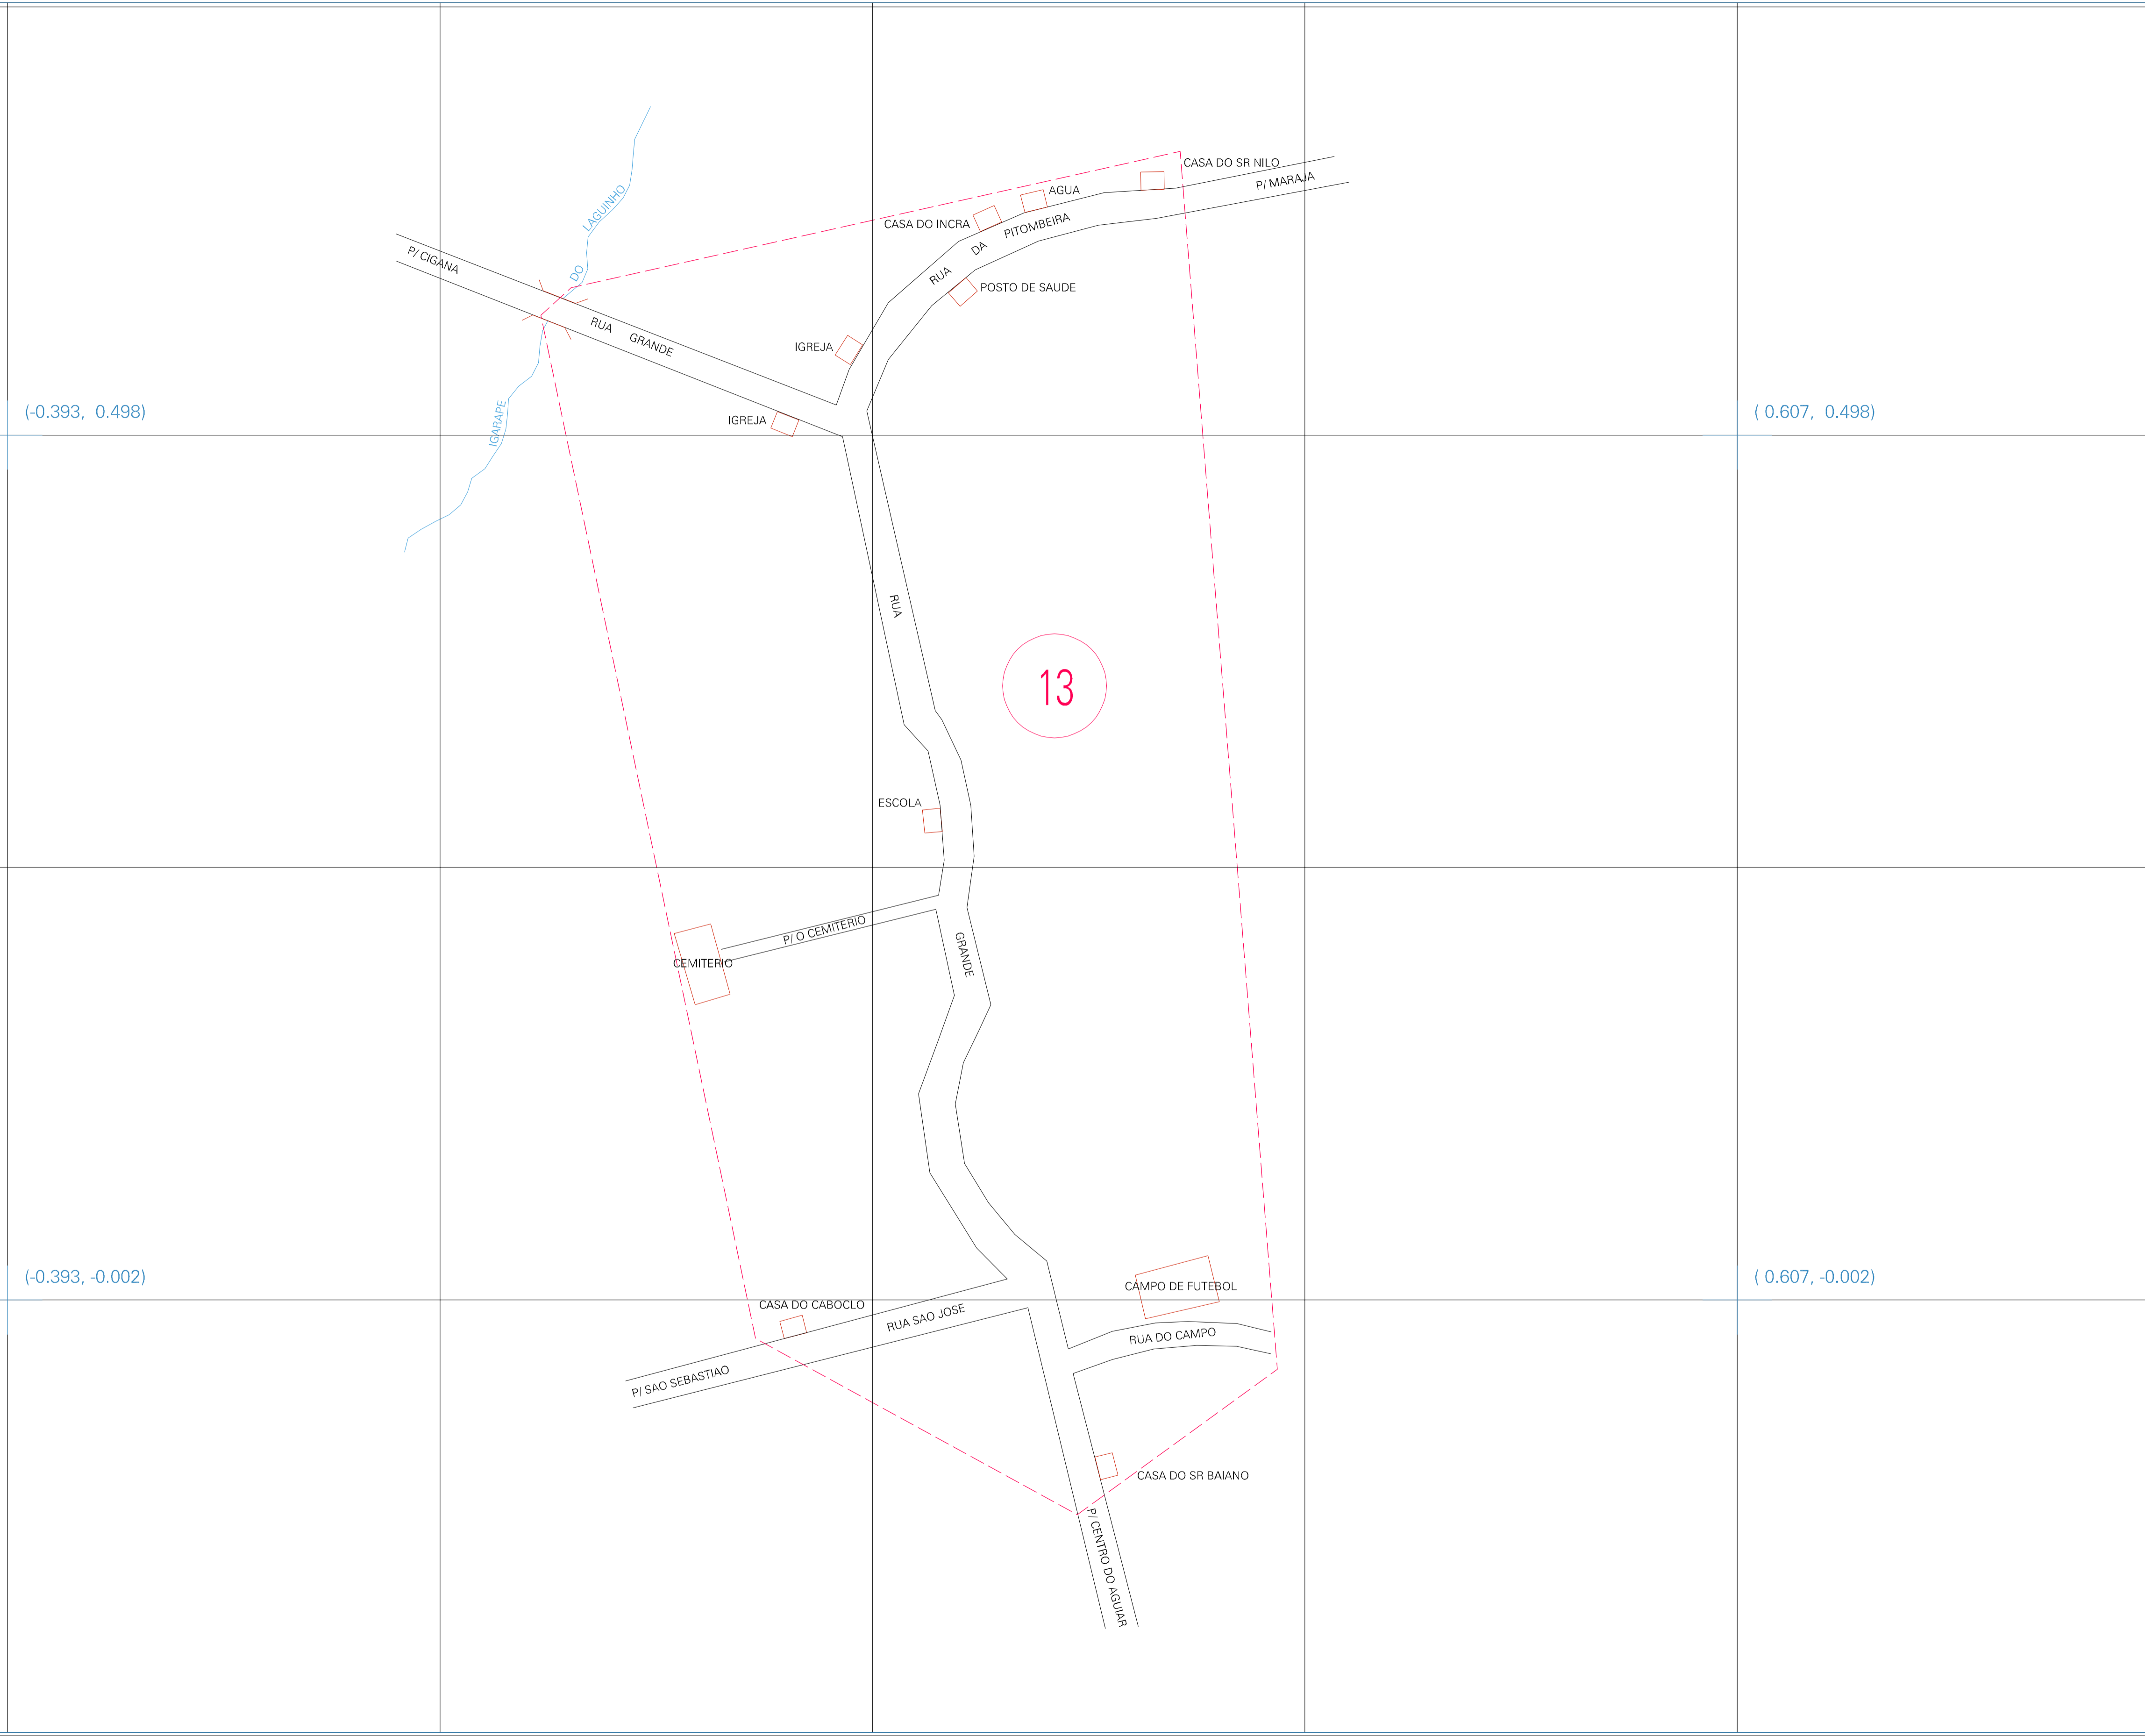 CASA DO SR NILO
P/ MARAJA
AGUA
LAGUINHO
CASA DO INCRA
RUA DA PITOMBEIRA
P/ CIGANA
DO
POSTO DE SAUDE
RUA GRANDE
IGREJA
(-0.393, 0.498)
( 0.607, 0.498)
IGREJA
IGARAPE
RUA
13
ESCOLA
P/ O CEMITERIO
GRANDE
CEMITERIO
(-0.393, -0.002)
( 0.607, -0.002)
CAMPO DE FUTEBOL
CASA DO CABOCLO
RUA SAO JOSE
RUA DO CAMPO
P/ SAO SEBASTIAO
CASA DO SR BAIANO
P/ CENTRO DO AGUIAR